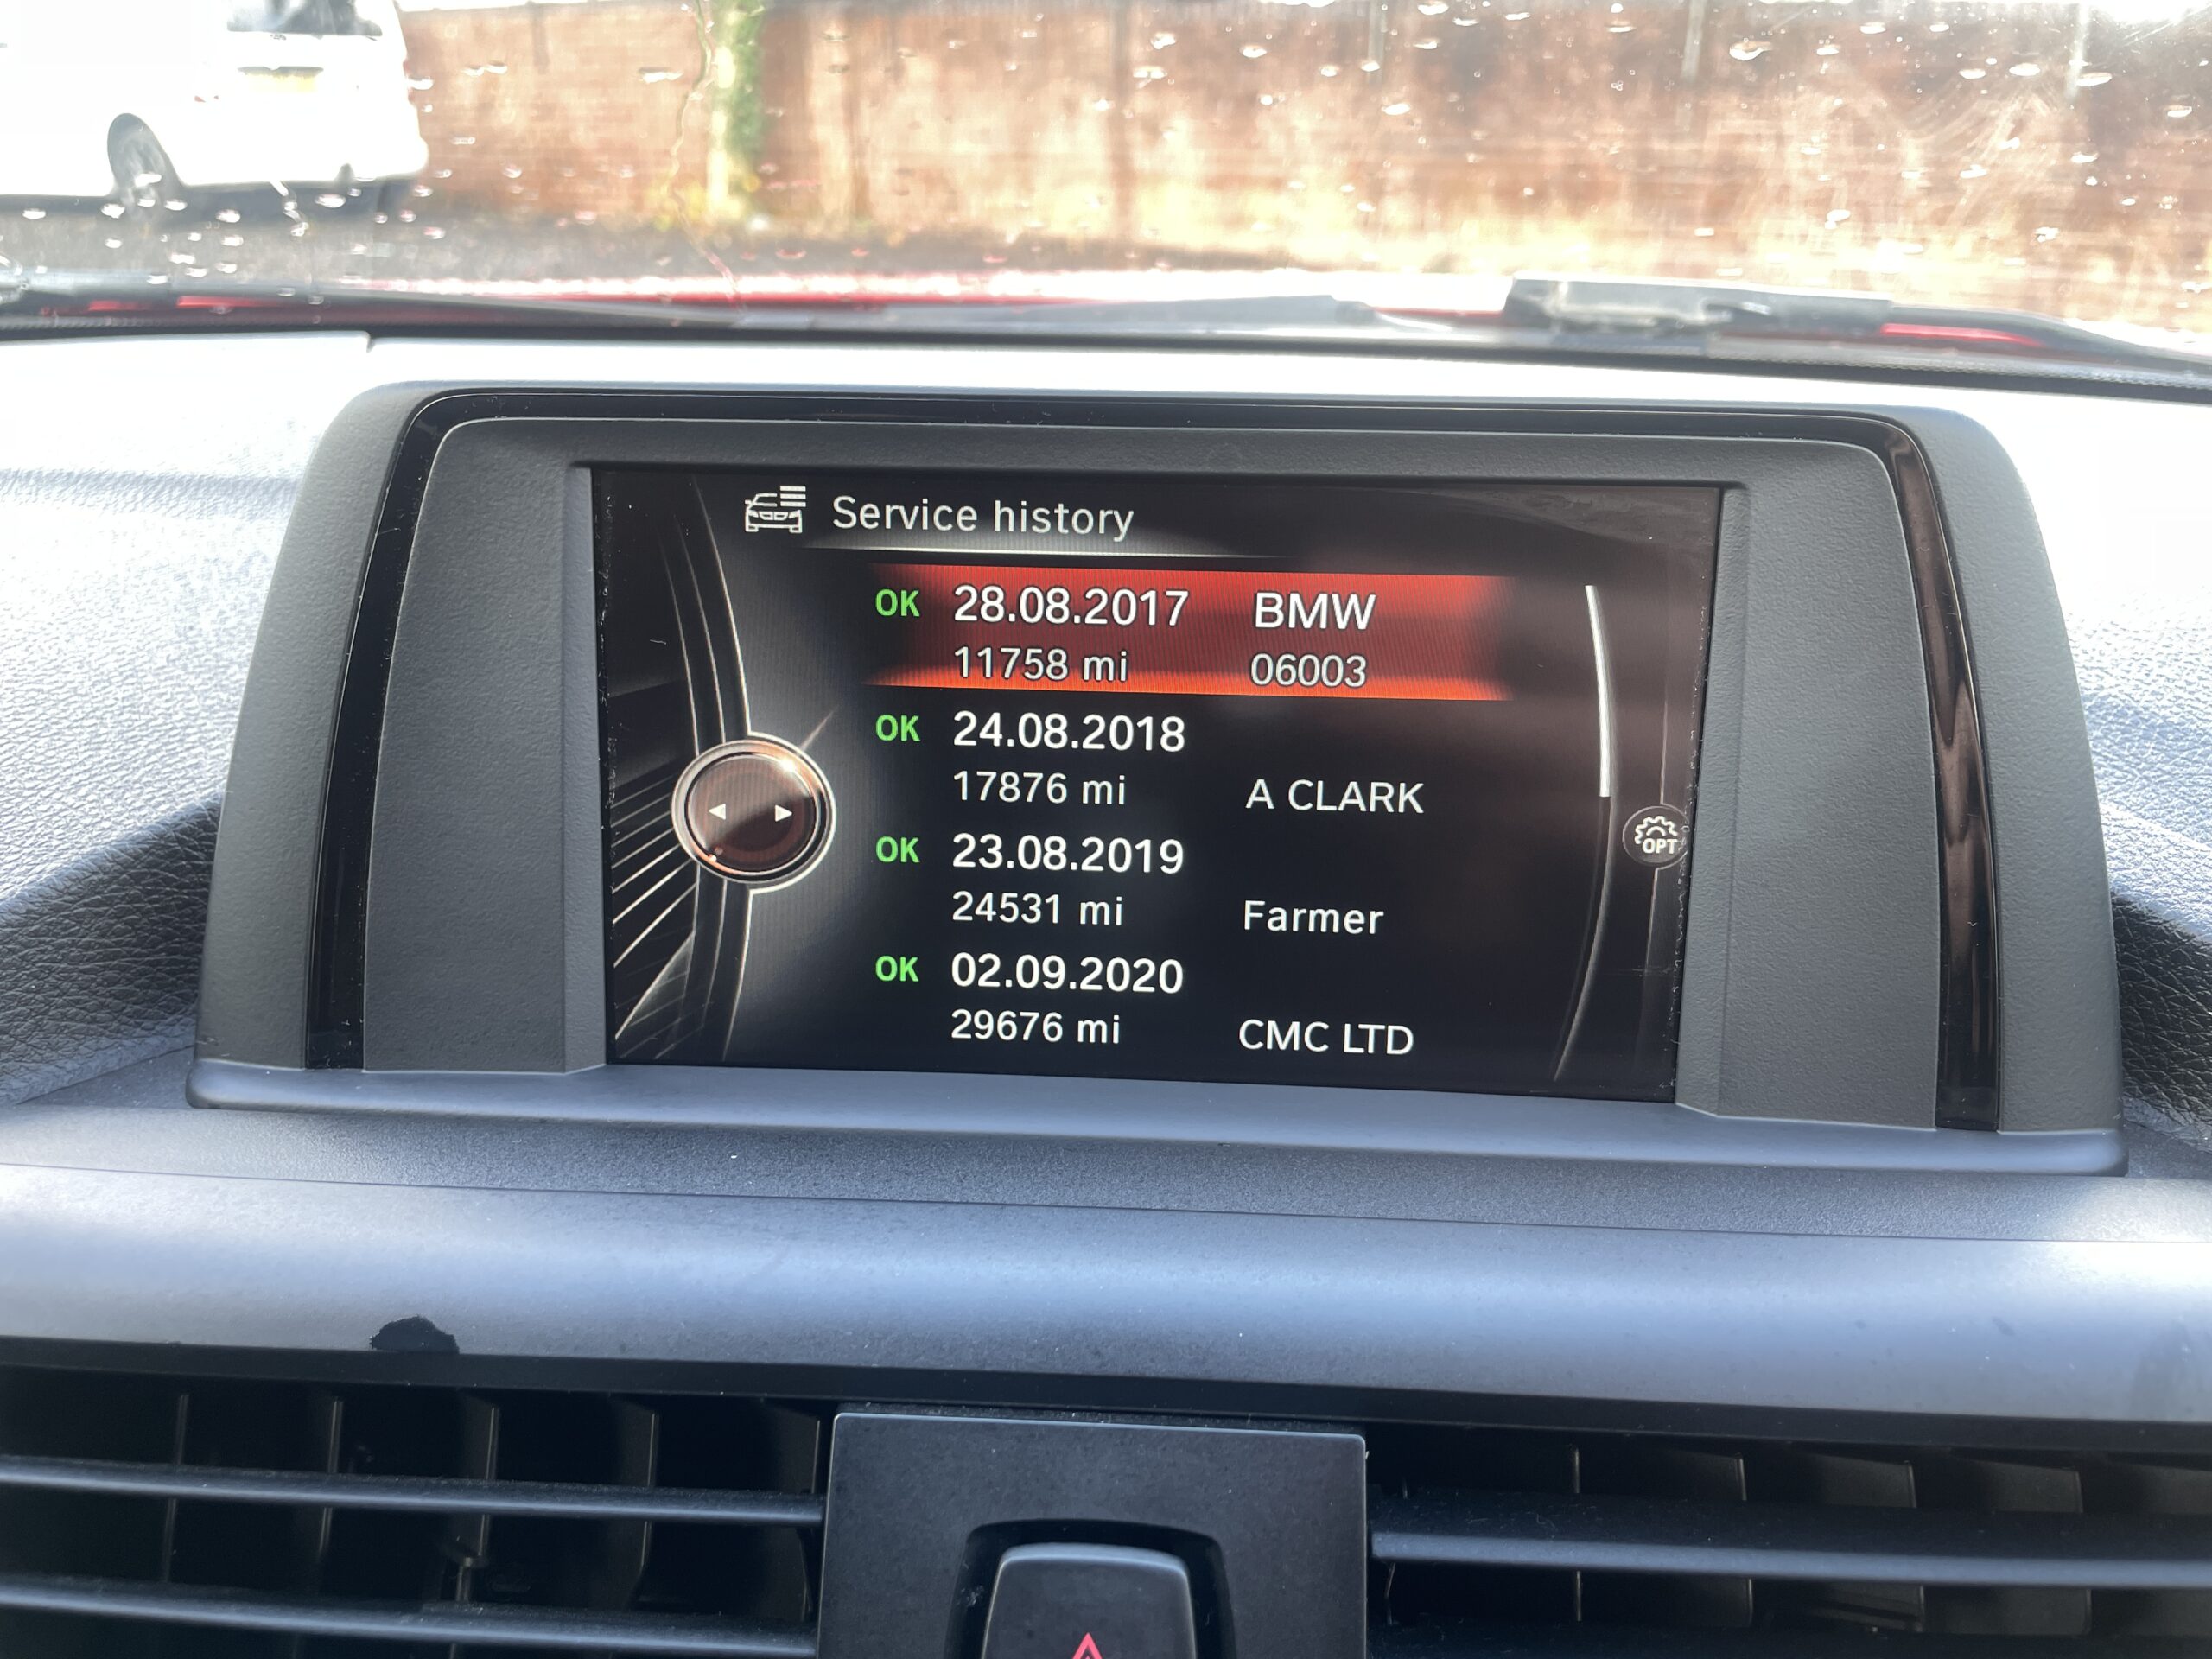 Service history
OK 28.08.2017 BMW
11758 mi 06003
OK 24.08.2018
17876 mi A CLARK
OK 23.08.2019
24531 mi Farmer
OPT
OK 02.09.2020
29676 mi CMC LTD